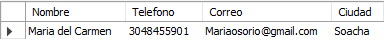 Nombre Telefono Correo Ciudad
Maria del Carmen 3048455901 Mariaosorio@gmail.com Soacha